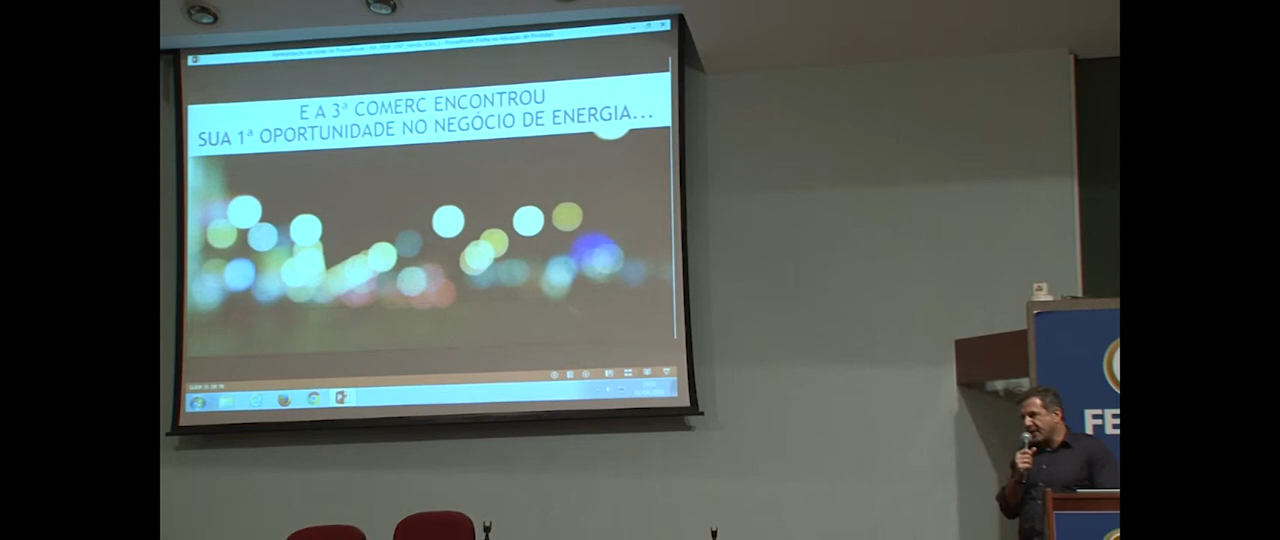 E A 3ª COMERC ENCONTROU
SUA 1ª OPORTUNIDADE NO NEGÓCIO DE ENERGIA...
FE